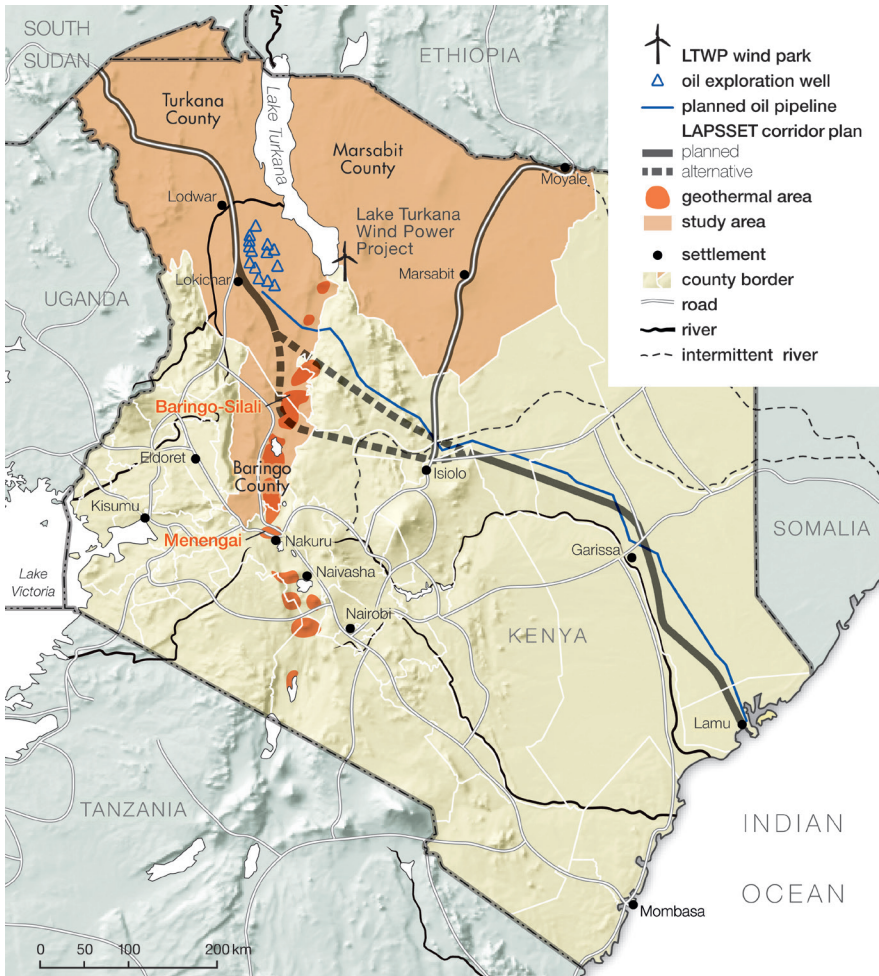 SOUTH
SUDAN
ETHIOPIA
Turkana
County
Lake Turkana
Marsabit
County
Moyale
Lodwar
Lake Turkana
Wind Power
Project
Marsabit
Lokichar
UGANDA
Baringo-Silali
Eldoret
Baringo
County
Isiolo
Kisumu
Menengai
Nakuru
Garissa
SOMALIA
Lake
Victoria
Naivasha
Nairobi
KENYA
Lamu
TANZANIA
INDIAN
OCEAN
Mombasa
0 50 100 200 km
LTWP wind park
oil exploration well
planned oil pipeline
LAPSSET corridor plan
planned
alternative
geothermal area
study area
settlement
county border
road
river
intermittent river